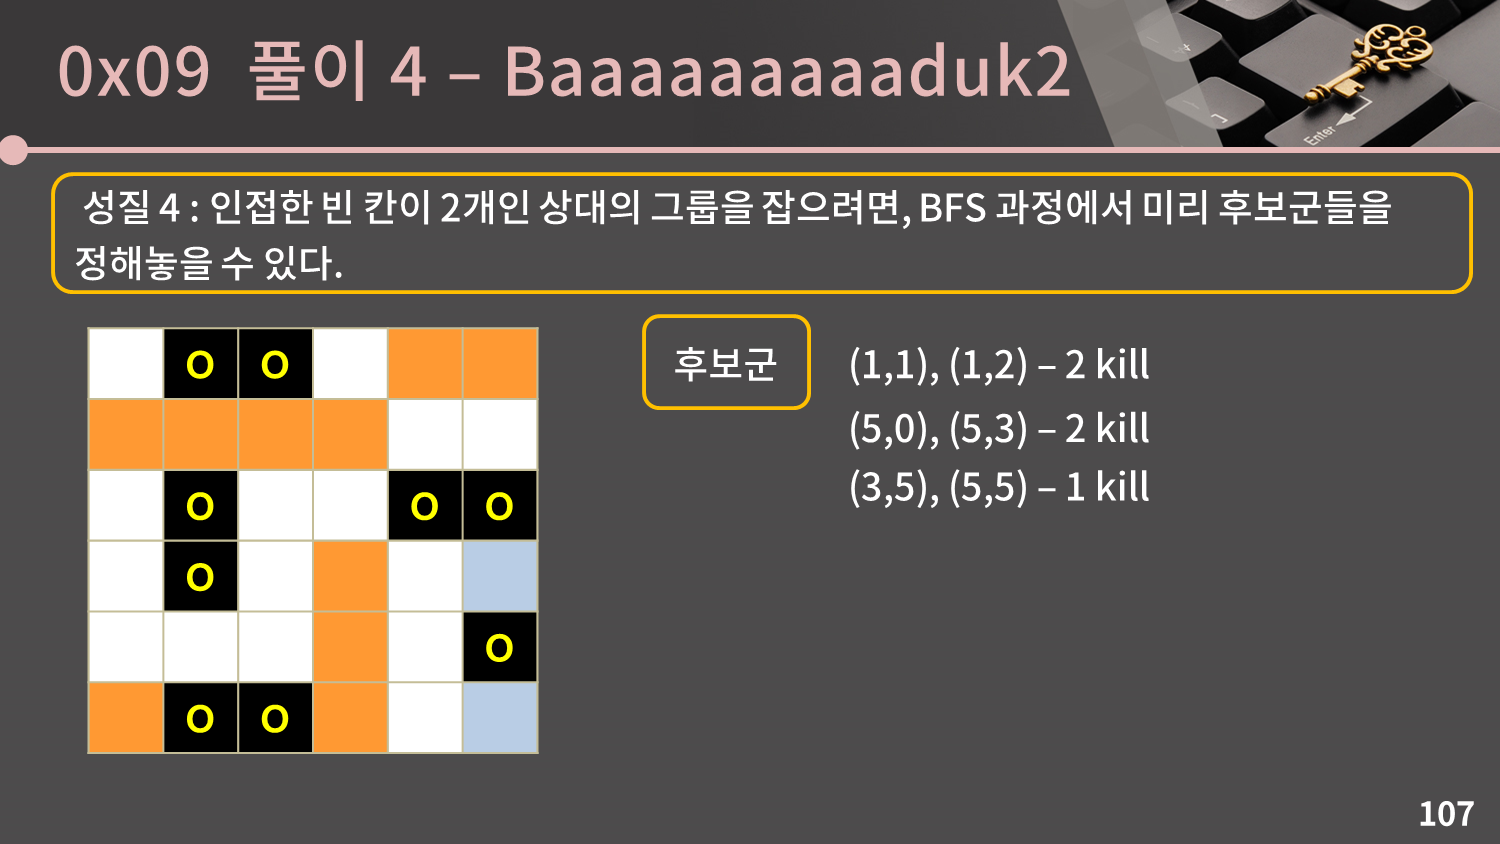 0x09 풀이 4 – Baaaaaaaaaduk2
Enter
성질 4 : 인접한 빈 칸이 2개인 상대의 그룹을 잡으려면, BFS 과정에서 미리 후보군들을
정해놓을 수 있다.
O O
후보군
(1,1), (1,2) – 2 kill
(5,0), (5,3) – 2 kill
O O O
(3,5), (5,5) – 1 kill
O
O
O O
107